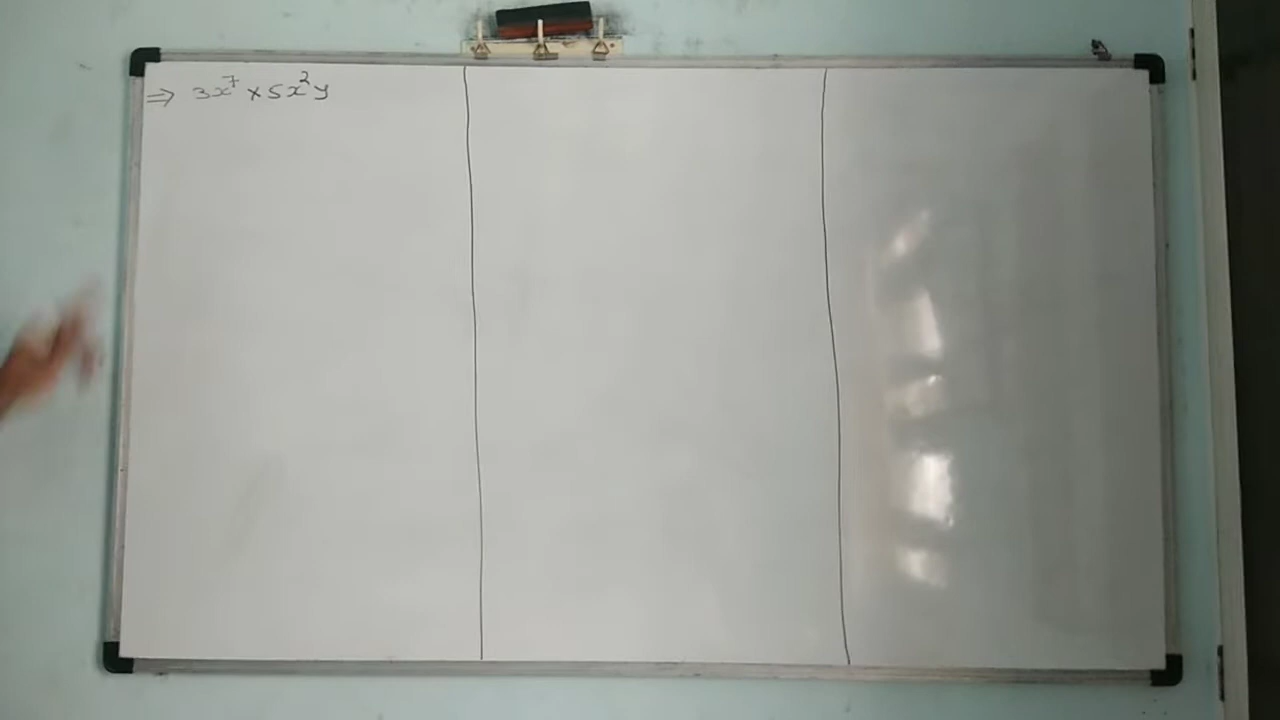 ⇒ 3x⁷ × 5x²y